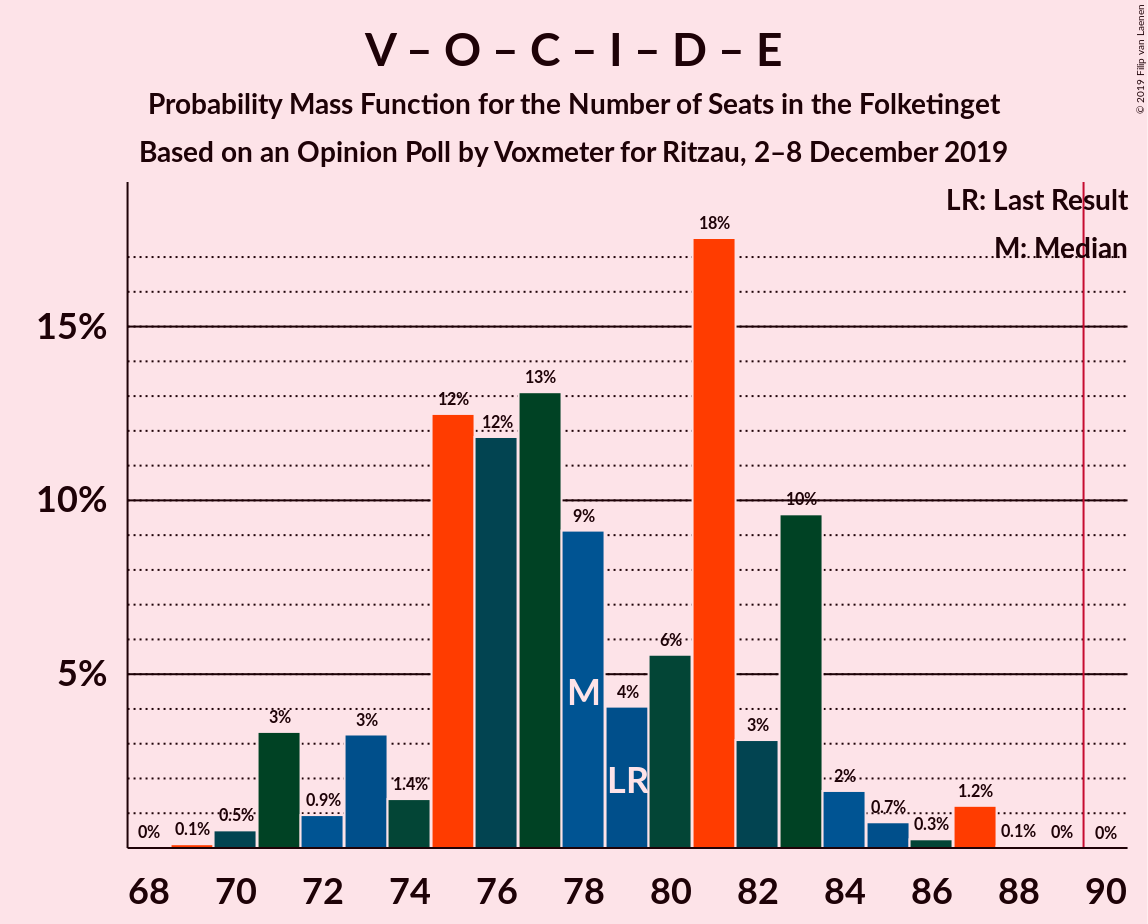 V – O – C – I – D – E
Probability Mass Function for the Number of Seats in the Folketinget
Based on an Opinion Poll by Voxmeter for Ritzau, 2–8 December 2019
© 2019 Filip van Laenen
LR: Last Result
M: Median
15%
10%
5%
0%
0.1%
0.5%
3%
0.9%
3%
1.4%
12%
12%
13%
9%
4%
6%
18%
3%
10%
2%
0.7%
0.3%
1.2%
0.1%
0%
0%
M
LR
68 70 72 74 76 78 80 82 84 86 88 90